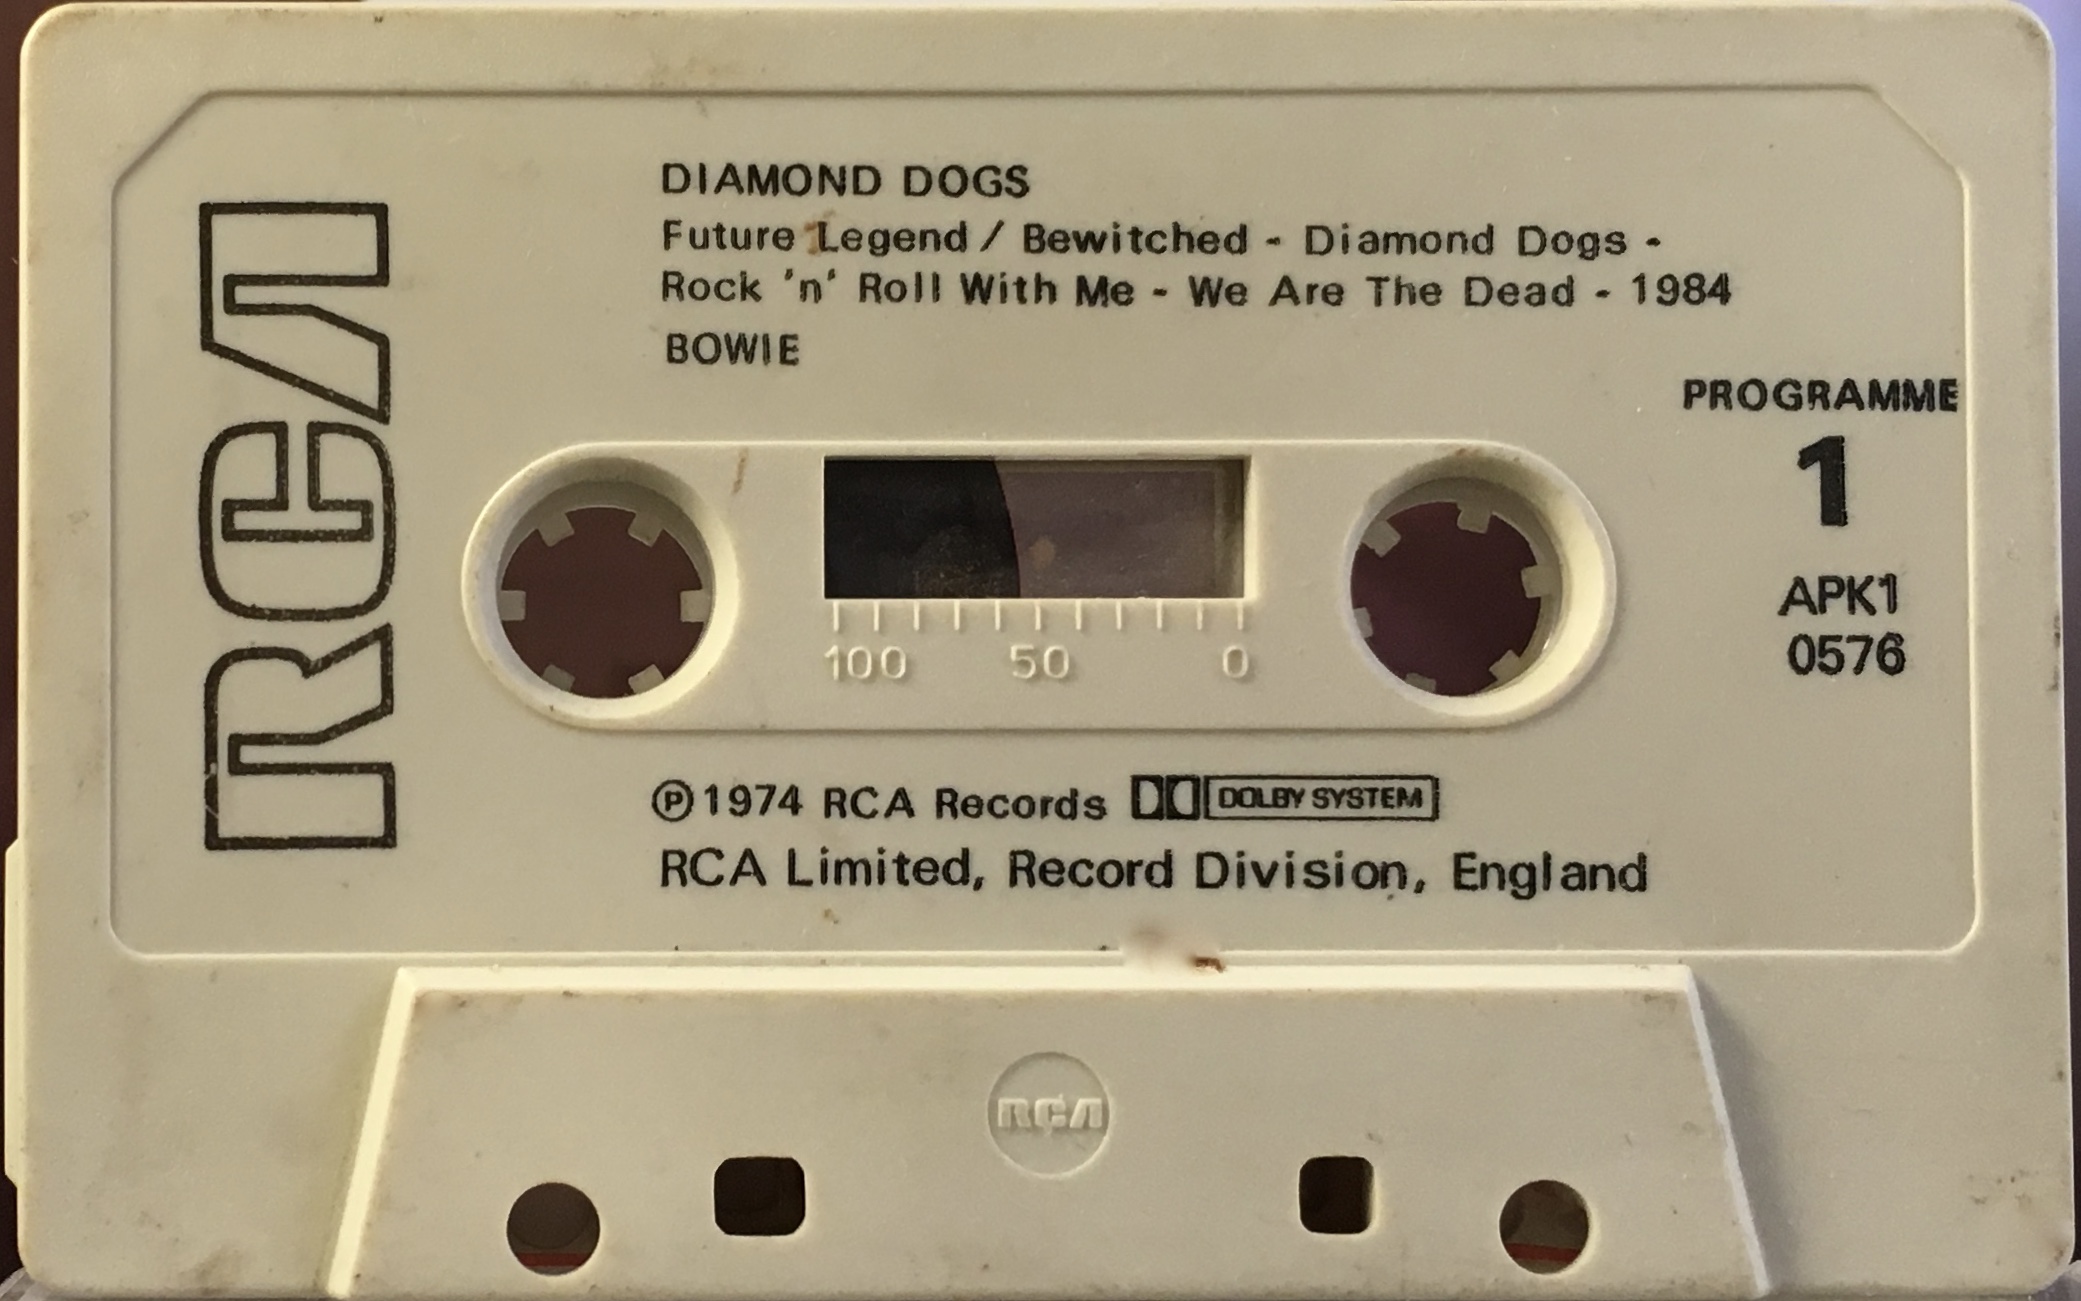 RCA
DIAMOND DOGS
Future Legend / Bewitched - Diamond Dogs -
Rock 'n' Roll With Me - We Are The Dead - 1984
BOWIE
PROGRAMME
1
APK1
0576
100 50 0
Ⓟ1974 RCA Records DOLBY SYSTEM
RCA Limited, Record Division, England
RCA